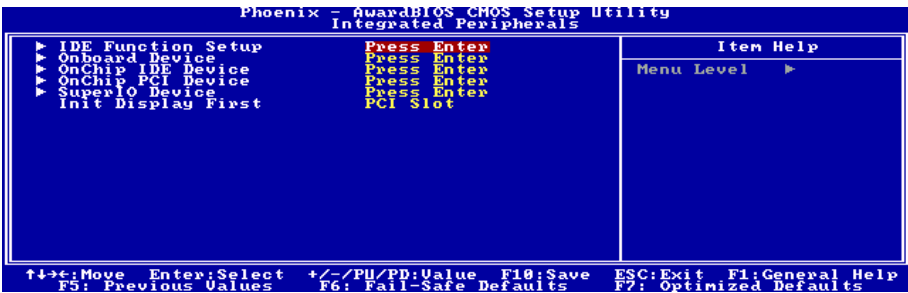 Phoenix - AwardBIOS CMOS Setup Utility
Integrated Peripherals
► IDE Function Setup Press Enter
► Onboard Device Press Enter
► OnChip IDE Device Press Enter
► OnChip PCI Device Press Enter
► SuperIO Device Press Enter
Init Display First PCI Slot
Item Help
Menu Level ►
↑↓→←:Move Enter:Select +/-/PU/PD:Value F10:Save ESC:Exit F1:General Help
F5: Previous Values F6: Fail-Safe Defaults F7: Optimized Defaults